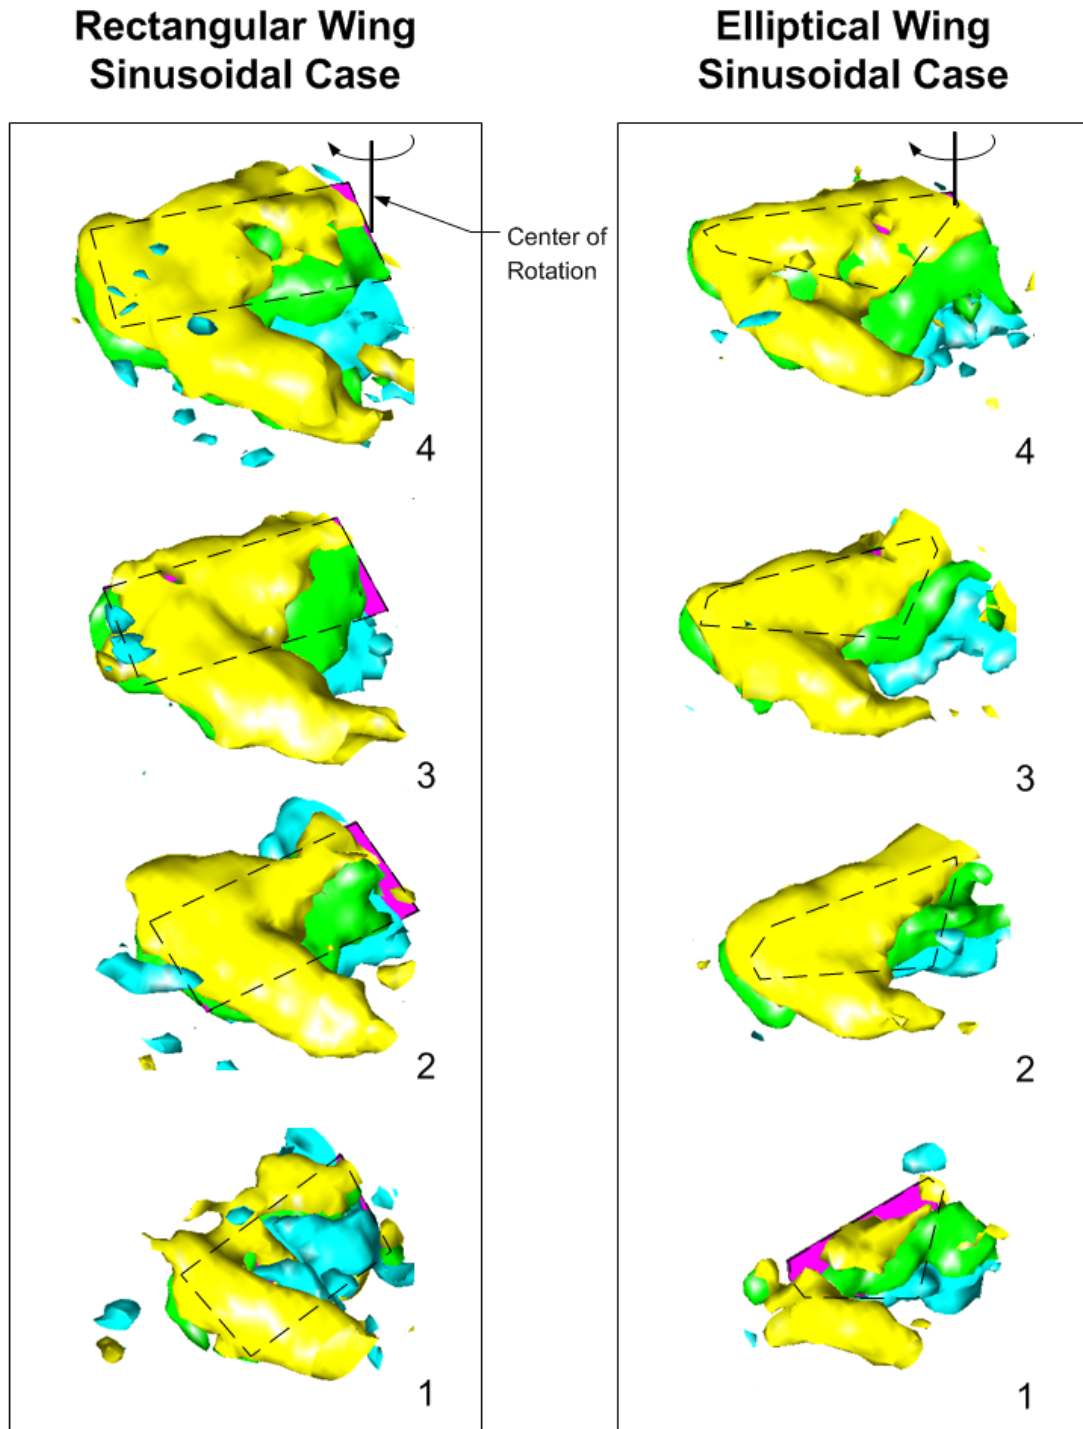 Rectangular Wing
Sinusoidal Case
Elliptical Wing
Sinusoidal Case
Center of
Rotation
4
4
3
3
2
2
1
1